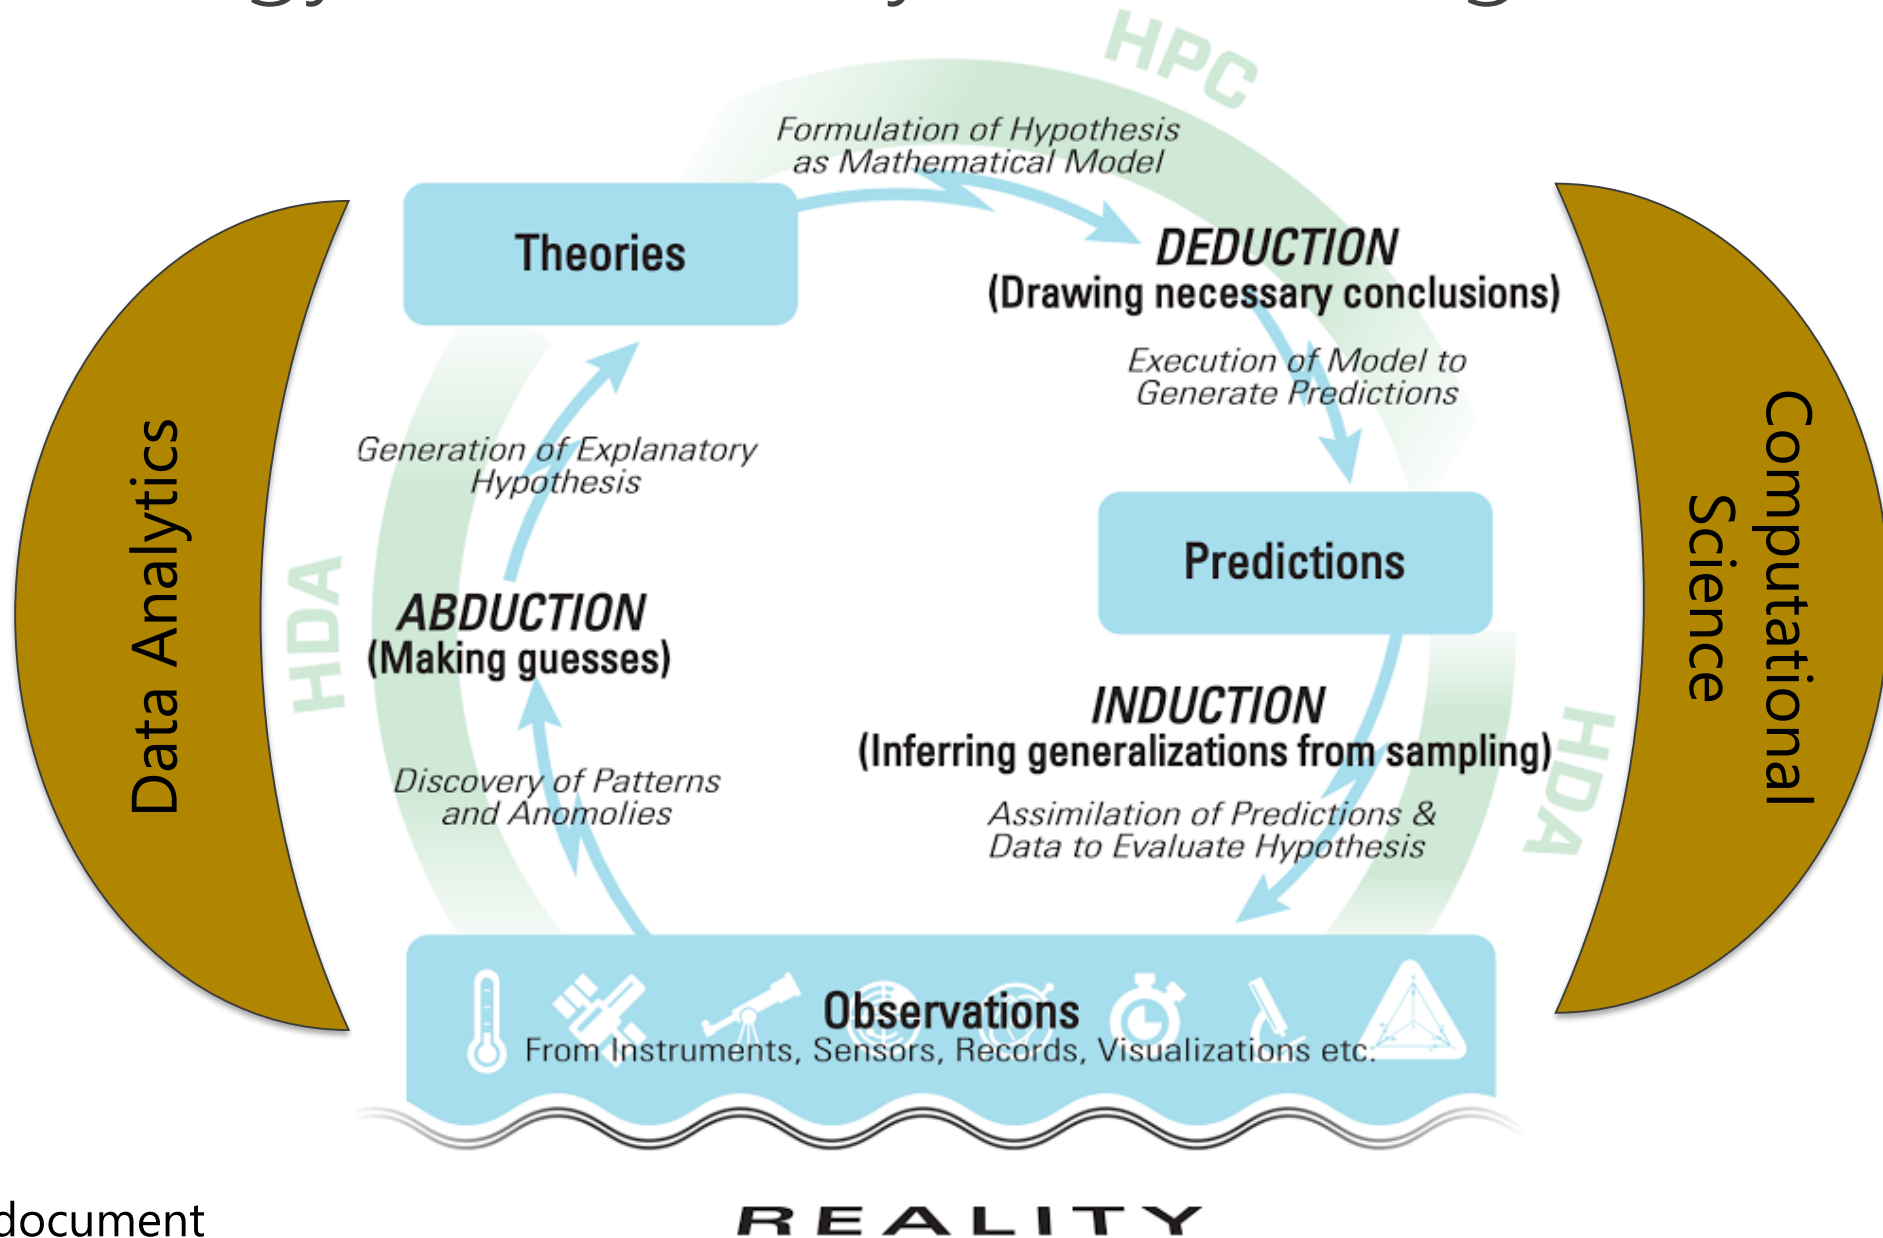 HPC
Formulation of Hypothesis
as Mathematical Model
Theories
DEDUCTION
(Drawing necessary conclusions)
Execution of Model to
Generate Predictions
Generation of Explanatory
Hypothesis
Data Analytics
Computational
Science
Predictions
HDA
ABDUCTION
(Making guesses)
INDUCTION
(Inferring generalizations from sampling)
HDA
Discovery of Patterns
and Anomolies
Assimilation of Predictions &
Data to Evaluate Hypothesis
Observations
From Instruments, Sensors, Records, Visualizations etc.
document
REALITY